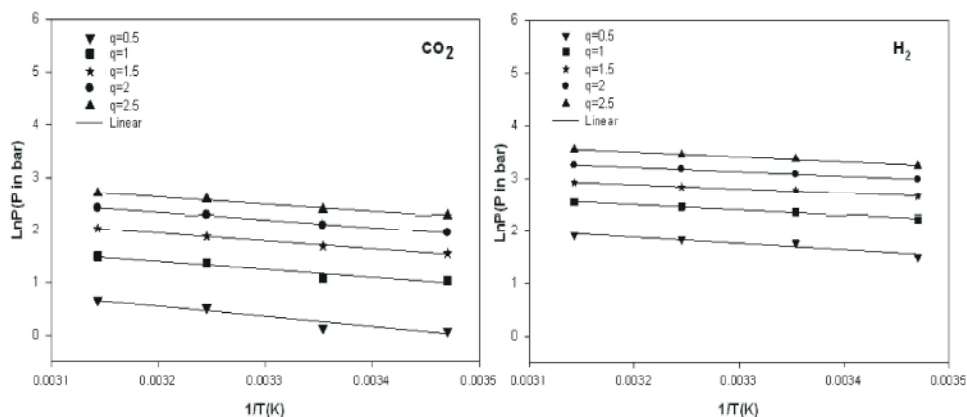 6
5
4
3
2
1
0
LnP(P in bar)
q=0.5
q=1
q=1.5
q=2
q=2.5
Linear
CO2
0.0031
0.0032
0.0033
0.0034
0.0035
1/T(K)
6
5
4
3
2
1
0
LnP(P in bar)
q=0.5
q=1
q=1.5
q=2
q=2.5
Linear
H2
0.0031
0.0032
0.0033
0.0034
0.0035
1/T(K)